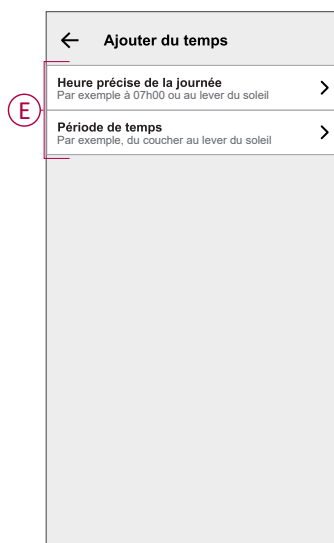 Ajouter du temps
Heure précise de la journée
Par exemple à 07h00 ou au lever du soleil
E
Période de temps
Par exemple, du coucher au lever du soleil